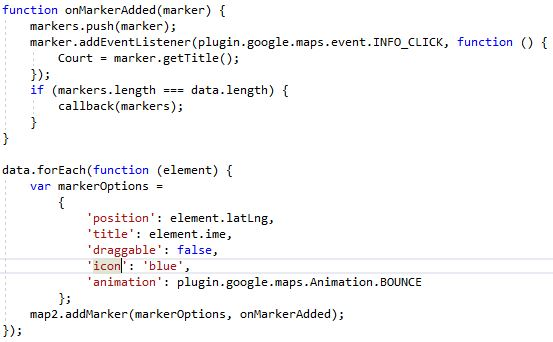 function onMarkerAdded(marker) {
    markers.push(marker);
    marker.addEventListener(plugin.google.maps.event.INFO_CLICK, function () {
        Court = marker.getTitle();
    });
    if (markers.length === data.length) {
        callback(markers);
    }
}

data.forEach(function (element) {
    var markerOptions =
        {
            'position': element.latLng,
            'title': element.ime,
            'draggable': false,
            'icon': 'blue',
            'animation': plugin.google.maps.Animation.BOUNCE
        };
    map2.addMarker(markerOptions, onMarkerAdded);
});